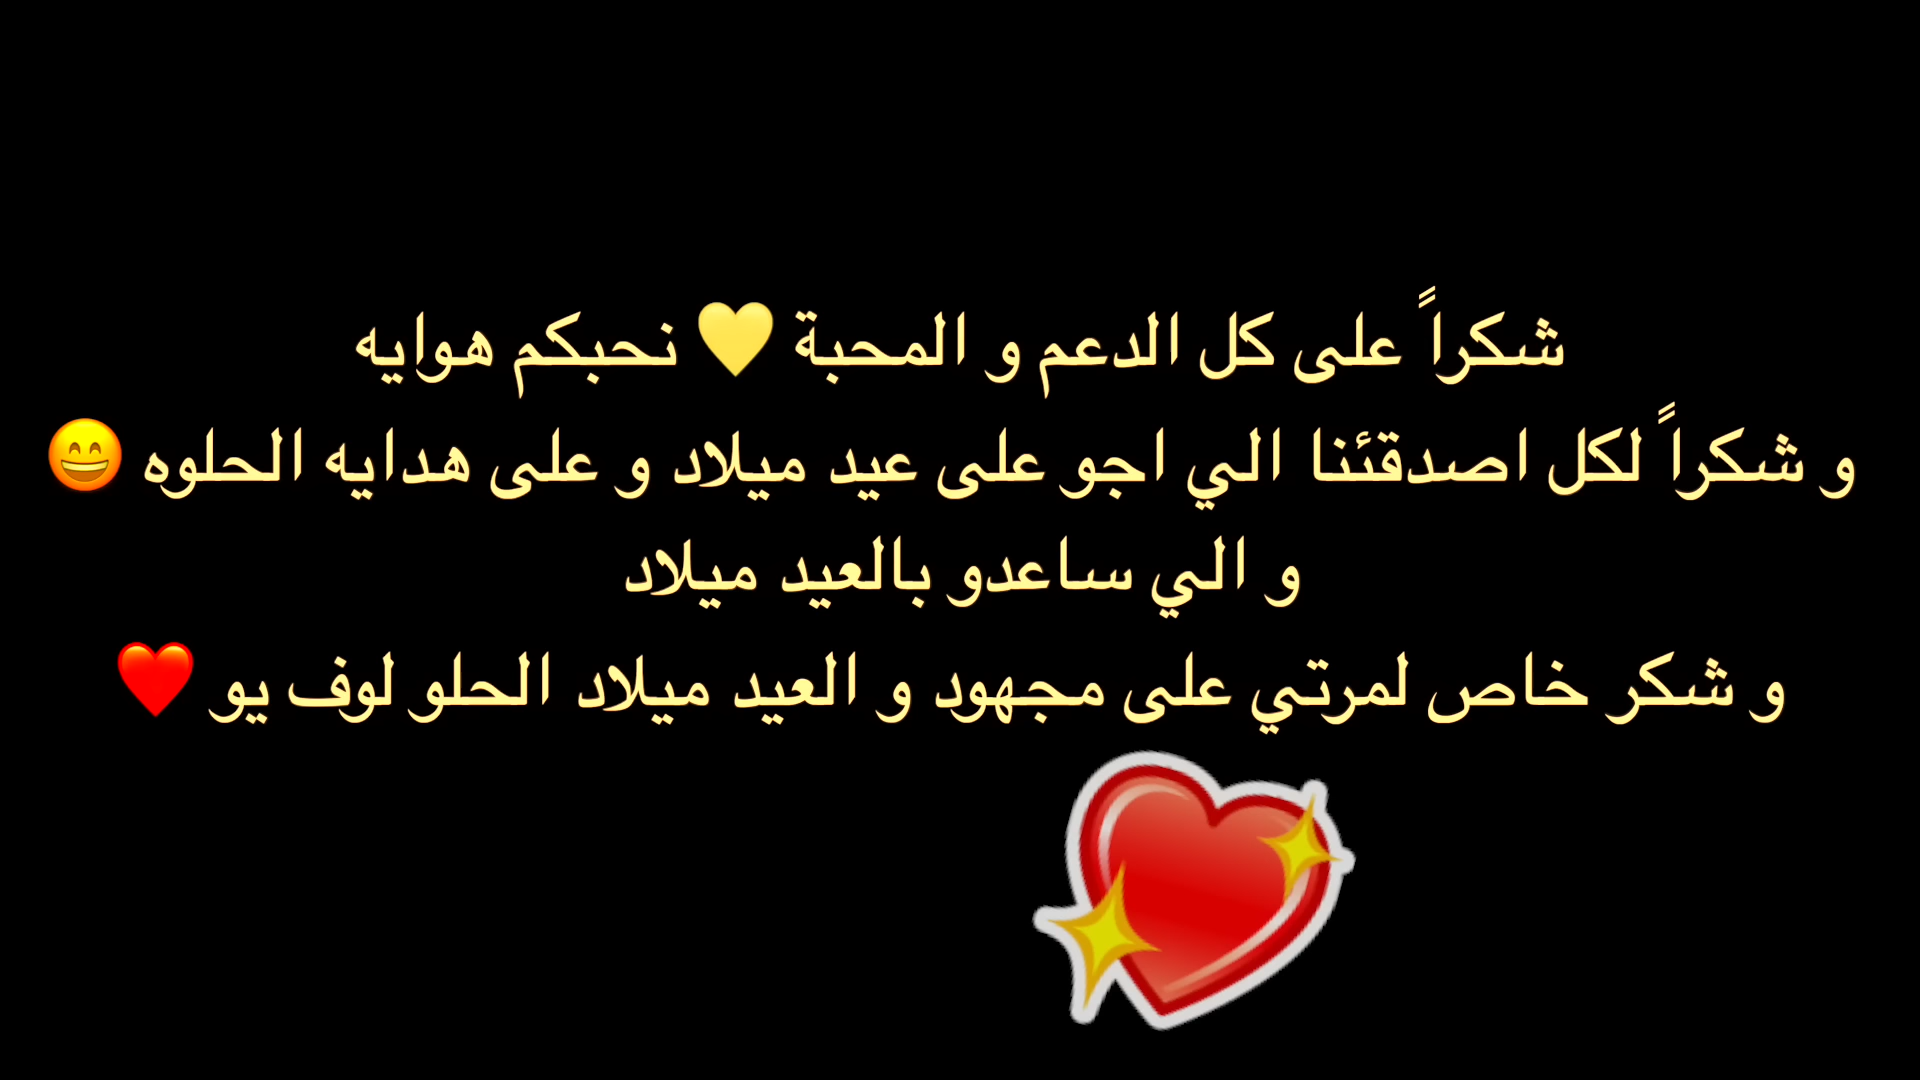 شكراً على كل الدعم و المحبة 💛 نحبكم هوايه
و شكراً لكل اصدقئنا الي اجو على عيد ميلاد و على هدايه الحلوه 😄
و الي ساعدو بالعيد ميلاد
و شكر خاص لمرتي على مجهود و العيد ميلاد الحلو لوف يو ❤️